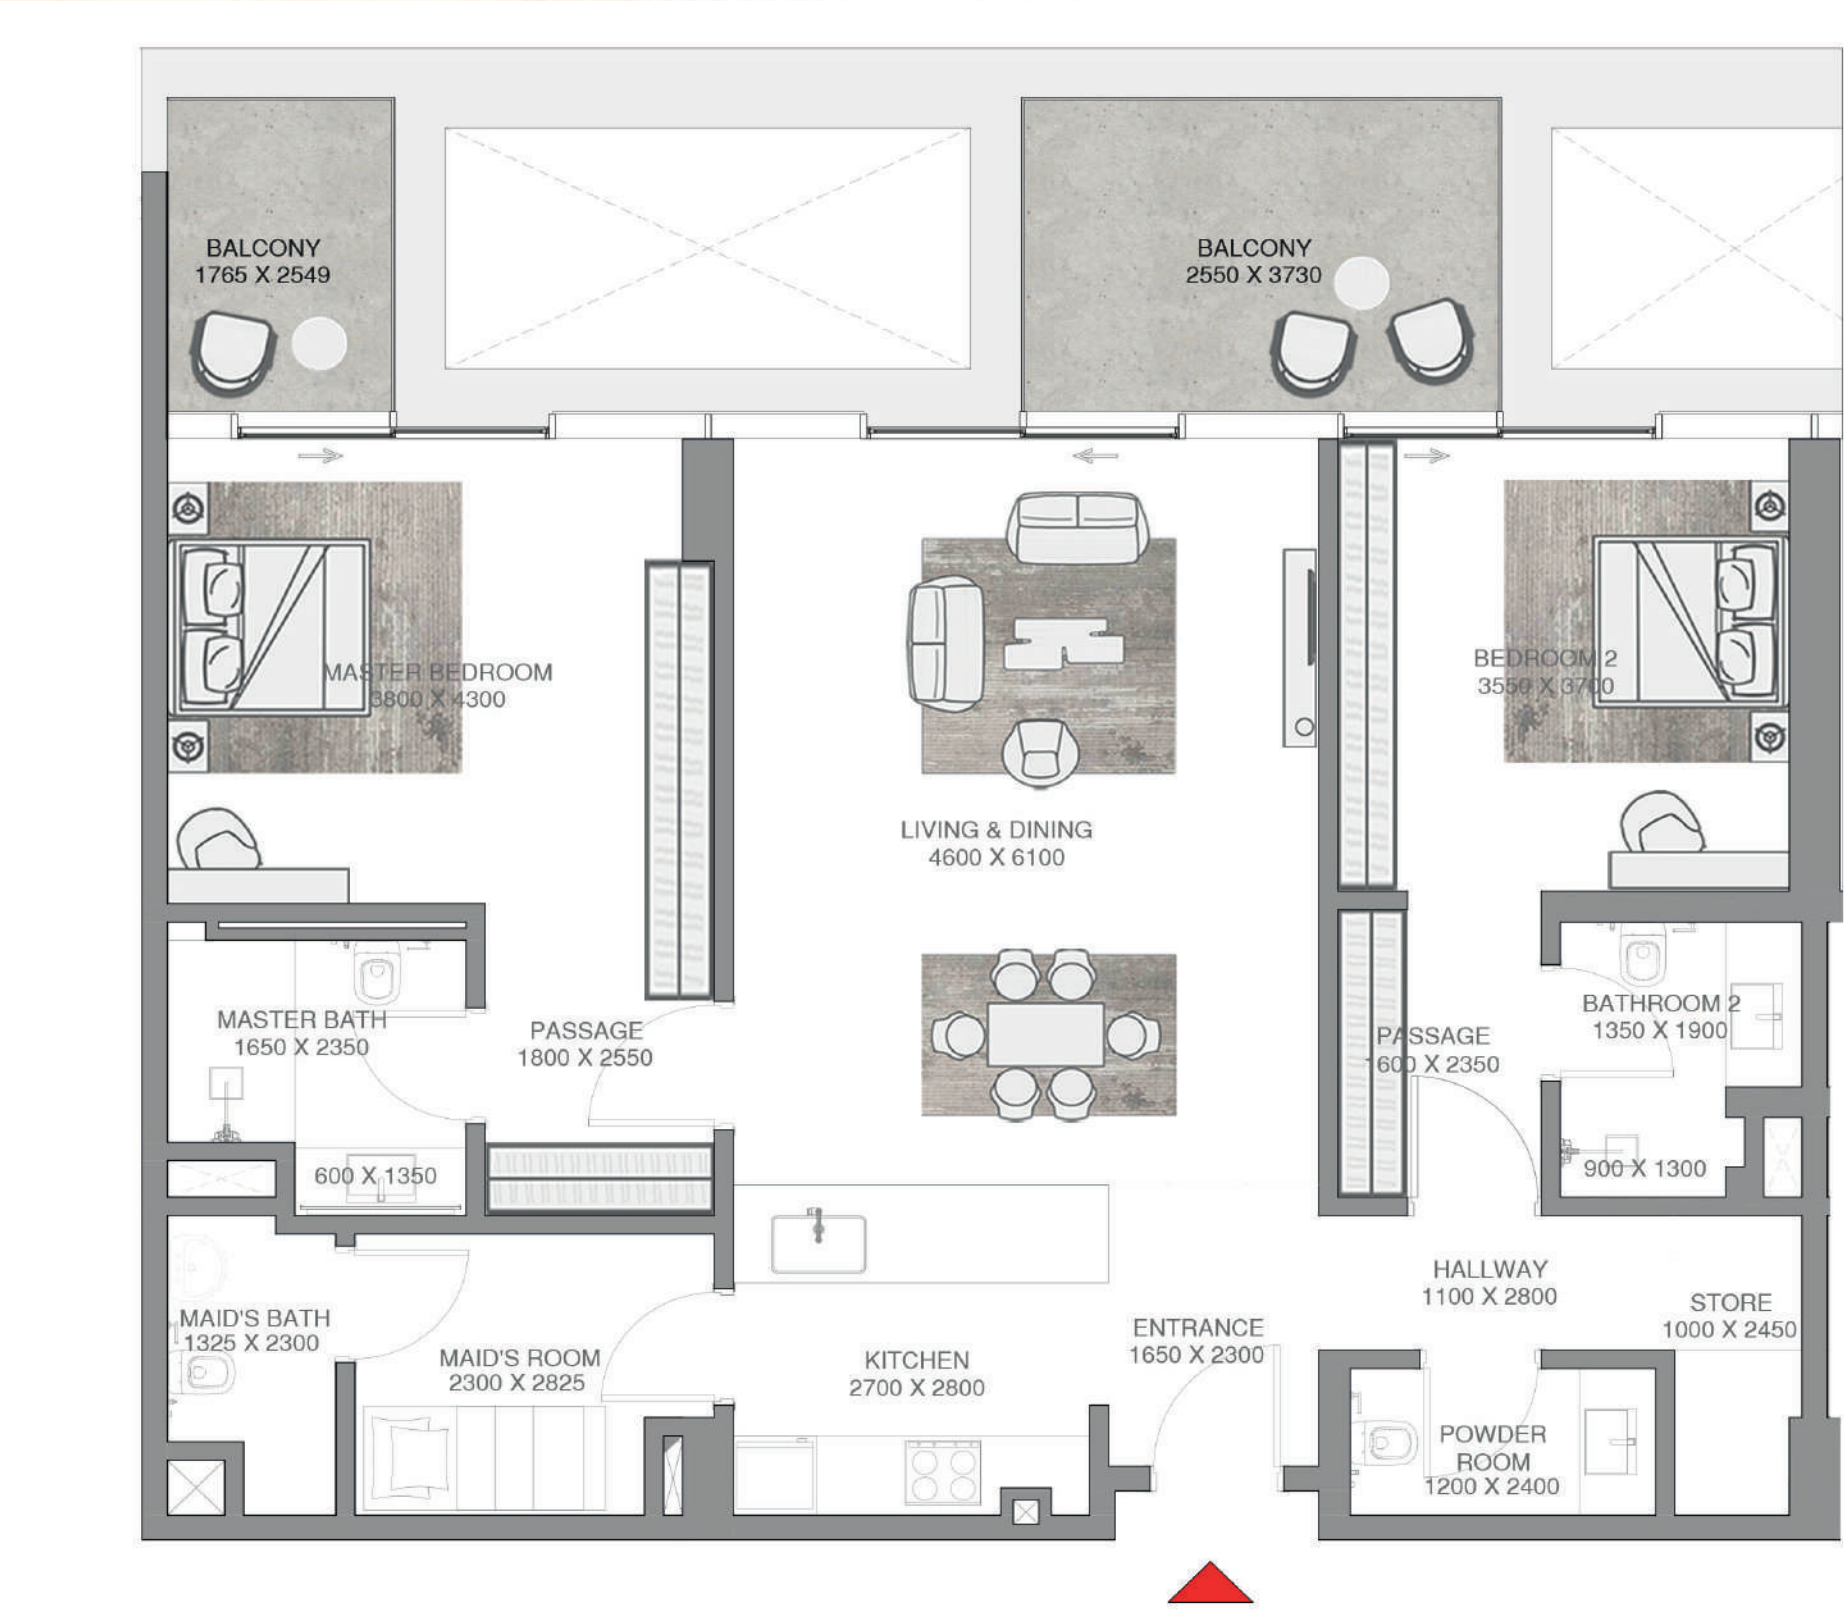 BALCONY
1765 X 2549
BALCONY
2550 X 3730
MASTER BEDROOM
3800 X 4300
BEDROOM 2
3550 X 3700
LIVING & DINING
4600 X 6100
MASTER BATH
1650 X 2350
PASSAGE
1800 X 2550
PASSAGE
1600 X 2350
BATHROOM 2
1350 X 1900
600 X 1350
900 X 1300
MAID'S BATH
1325 X 2300
MAID'S ROOM
2300 X 2825
KITCHEN
2700 X 2800
ENTRANCE
1650 X 2300
HALLWAY
1100 X 2800
STORE
1000 X 2450
POWDER
ROOM
1200 X 2400